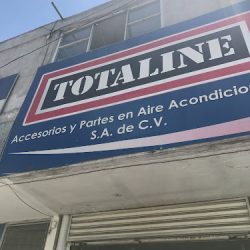 TOTALINE
Accesorios y Partes en Aire Acondicio
S.A. de C.V.